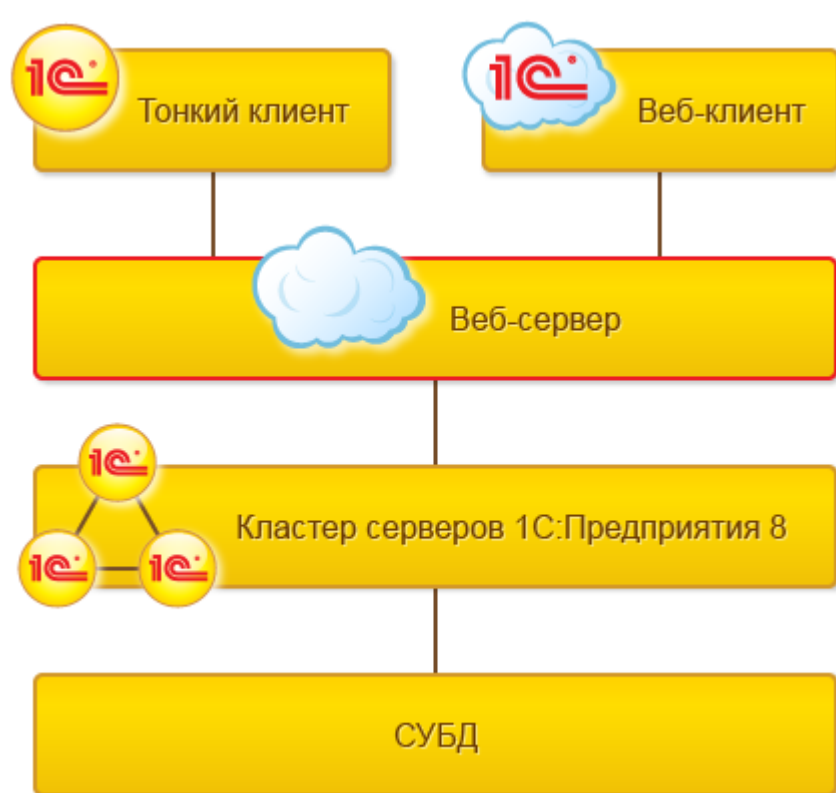 1С
Тонкий клиент
1С
Веб-клиент
Веб-сервер
1С
Кластер серверов 1С:Предприятия 8
1С
1С
СУБД